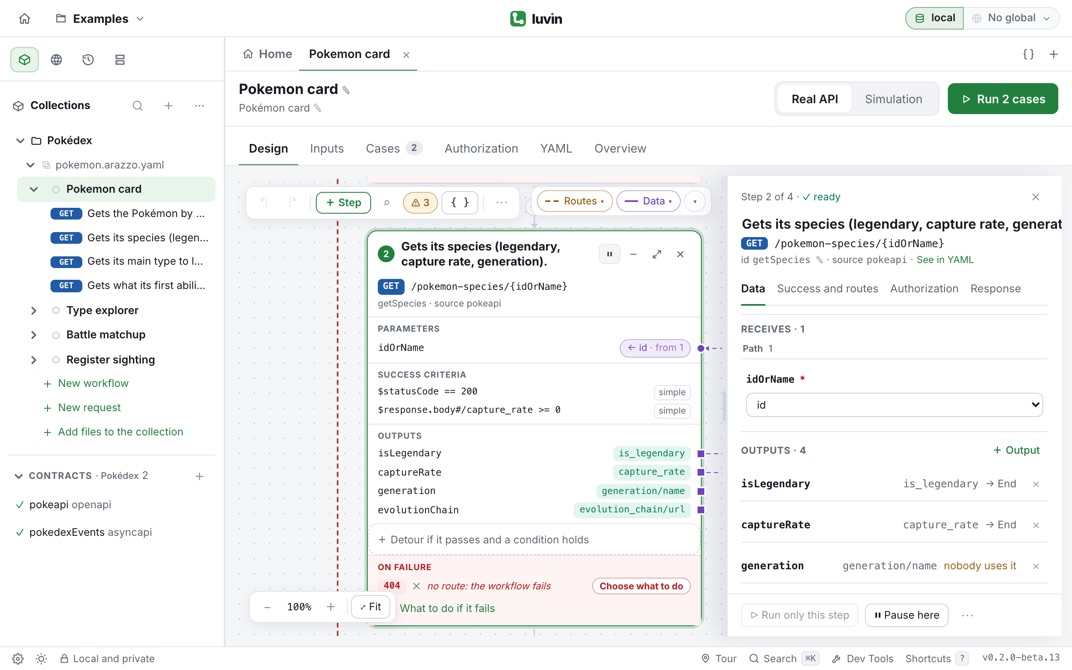 Examples
luvin
local
No global
Home
Pokemon card
{ }
Pokemon card
Pokémon card
Real API
Simulation
Run 2 cases
Collections
Pokédex
pokemon.arazzo.yaml
Pokemon card
GET Gets the Pokémon by ...
GET Gets its species (legen...
GET Gets its main type to l...
GET Gets what its first abili...
Type explorer
Battle matchup
Register sighting
+ New workflow
+ New request
+ Add files to the collection
CONTRACTS · Pokédex 2
pokeapi openapi
pokedexEvents asyncapi
Design
Inputs
Cases 2
Authorization
YAML
Overview
+ Step
3
{ }
Routes
Data
2
Gets its species (legendary,
capture rate, generation).
GET /pokemon-species/{idOrName}
getSpecies · source pokeapi
PARAMETERS
idOrName
← id · from 1
SUCCESS CRITERIA
$statusCode == 200 simple
$response.body#/capture_rate >= 0 simple
OUTPUTS
isLegendary is_legendary
captureRate capture_rate
generation generation/name
evolutionChain evolution_chain/url
+ Detour if it passes and a condition holds
ON FAILURE
404 × no route: the workflow fails
Choose what to do
What to do if it fails
− 100% +
Fit
Step 2 of 4 · ✓ ready
Gets its species (legendary, capture rate, generat
GET /pokemon-species/{idOrName}
id getSpecies · source pokeapi · See in YAML
Data
Success and routes
Authorization
Response
RECEIVES · 1
Path 1
idOrName *
id
OUTPUTS · 4
+ Output
isLegendary is_legendary → End ×
captureRate capture_rate → End ×
generation generation/name nobody uses it ×
Run only this step
Pause here
Local and private
Tour
Search ⌘K
Dev Tools
Shortcuts ?
v0.2.0-beta.13